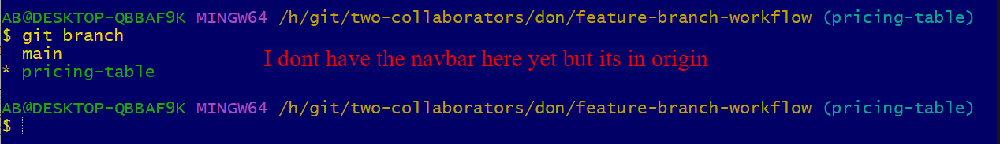 AB@DESKTOP-QBBAF9K MINGW64 /h/git/two-collaborators/don/feature-branch-workflow (pricing-table)
$ git branch
  main
I dont have the navbar here yet but its in origin
* pricing-table
AB@DESKTOP-QBBAF9K MINGW64 /h/git/two-collaborators/don/feature-branch-workflow (pricing-table)
$